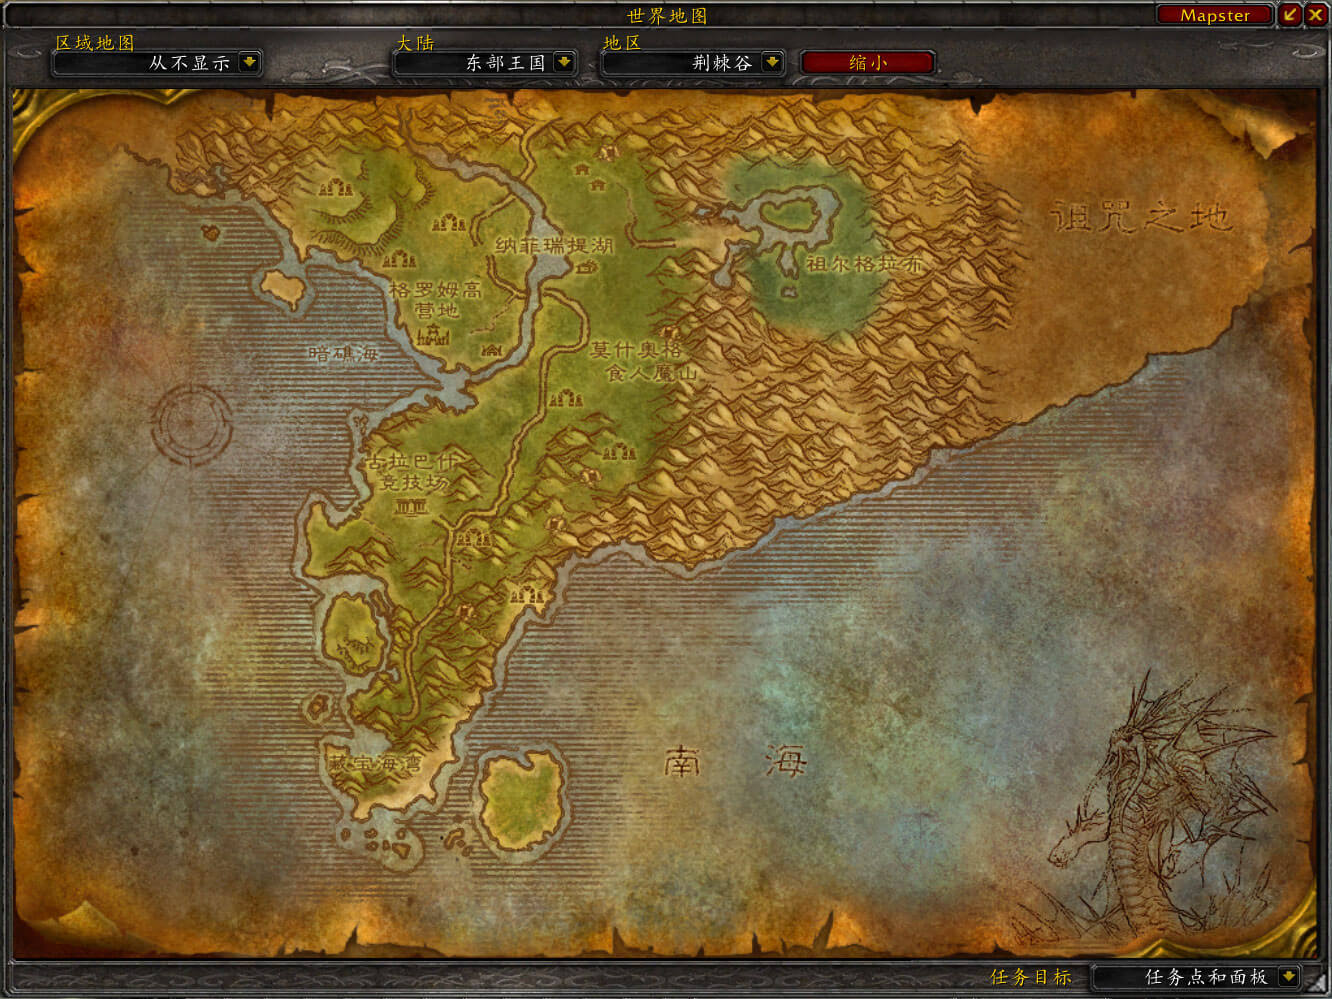 世界地图
Mapster
区域地图
大陆
地区
从不显示
东部王国
荆棘谷
缩小
诅咒之地
纳菲瑞提湖
祖尔格拉布
格罗姆高
营地
暗礁海
莫什奥格
食人魔山
古拉巴什
竞技场
南海
藏宝海湾
任务目标
任务点和面板